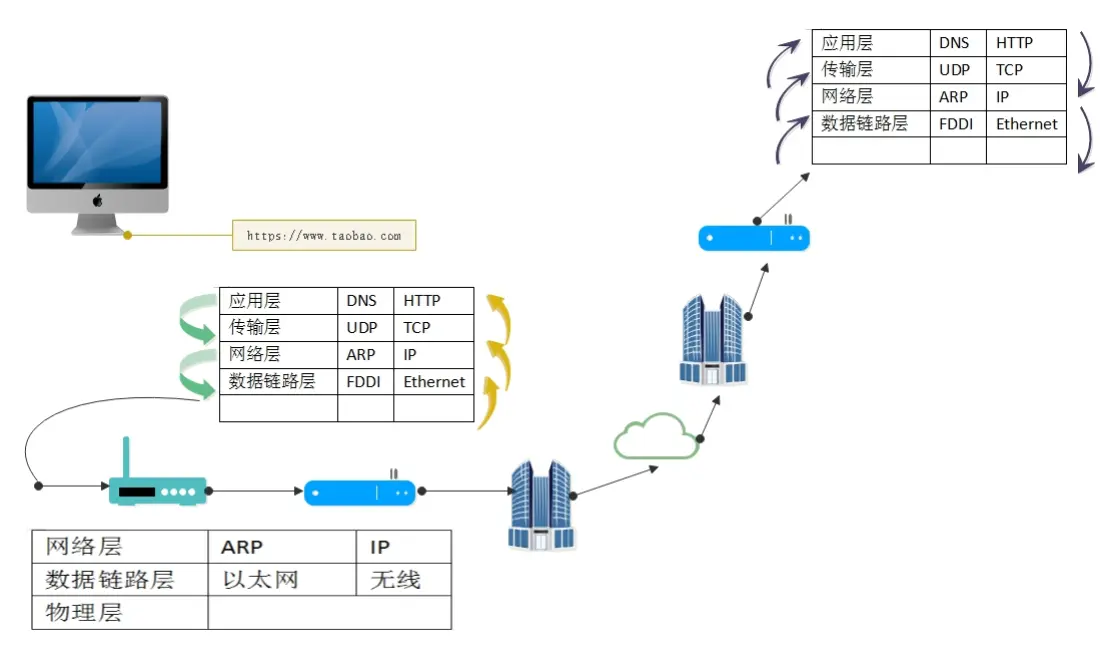 应用层 DNS HTTP
传输层 UDP TCP
网络层 ARP IP
数据链路层 FDDI Ethernet
https://www.taobao.com
应用层 DNS HTTP
传输层 UDP TCP
网络层 ARP IP
数据链路层 FDDI Ethernet
网络层 ARP IP
数据链路层 以太网 无线
物理层